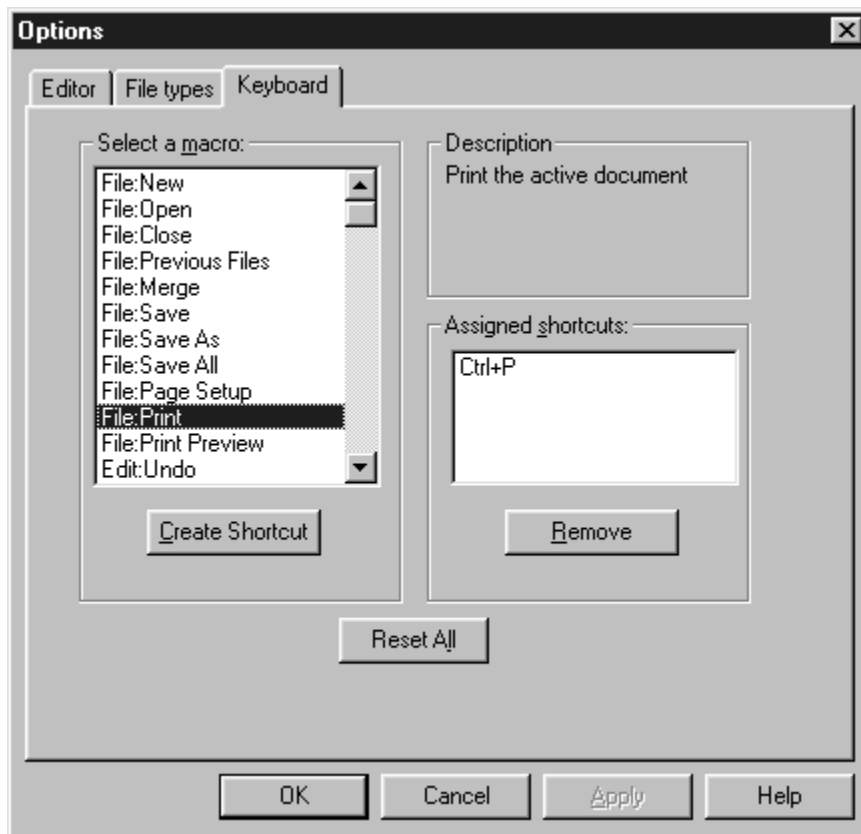 Options
Editor
File types
Keyboard
Select a macro:
File:New
File:Open
File:Close
File:Previous Files
File:Merge
File:Save
File:Save As
File:Save All
File:Page Setup
File:Print
File:Print Preview
Edit:Undo
Create Shortcut
Description
Print the active document
Assigned shortcuts:
Ctrl+P
Remove
Reset All
OK
Cancel
Apply
Help